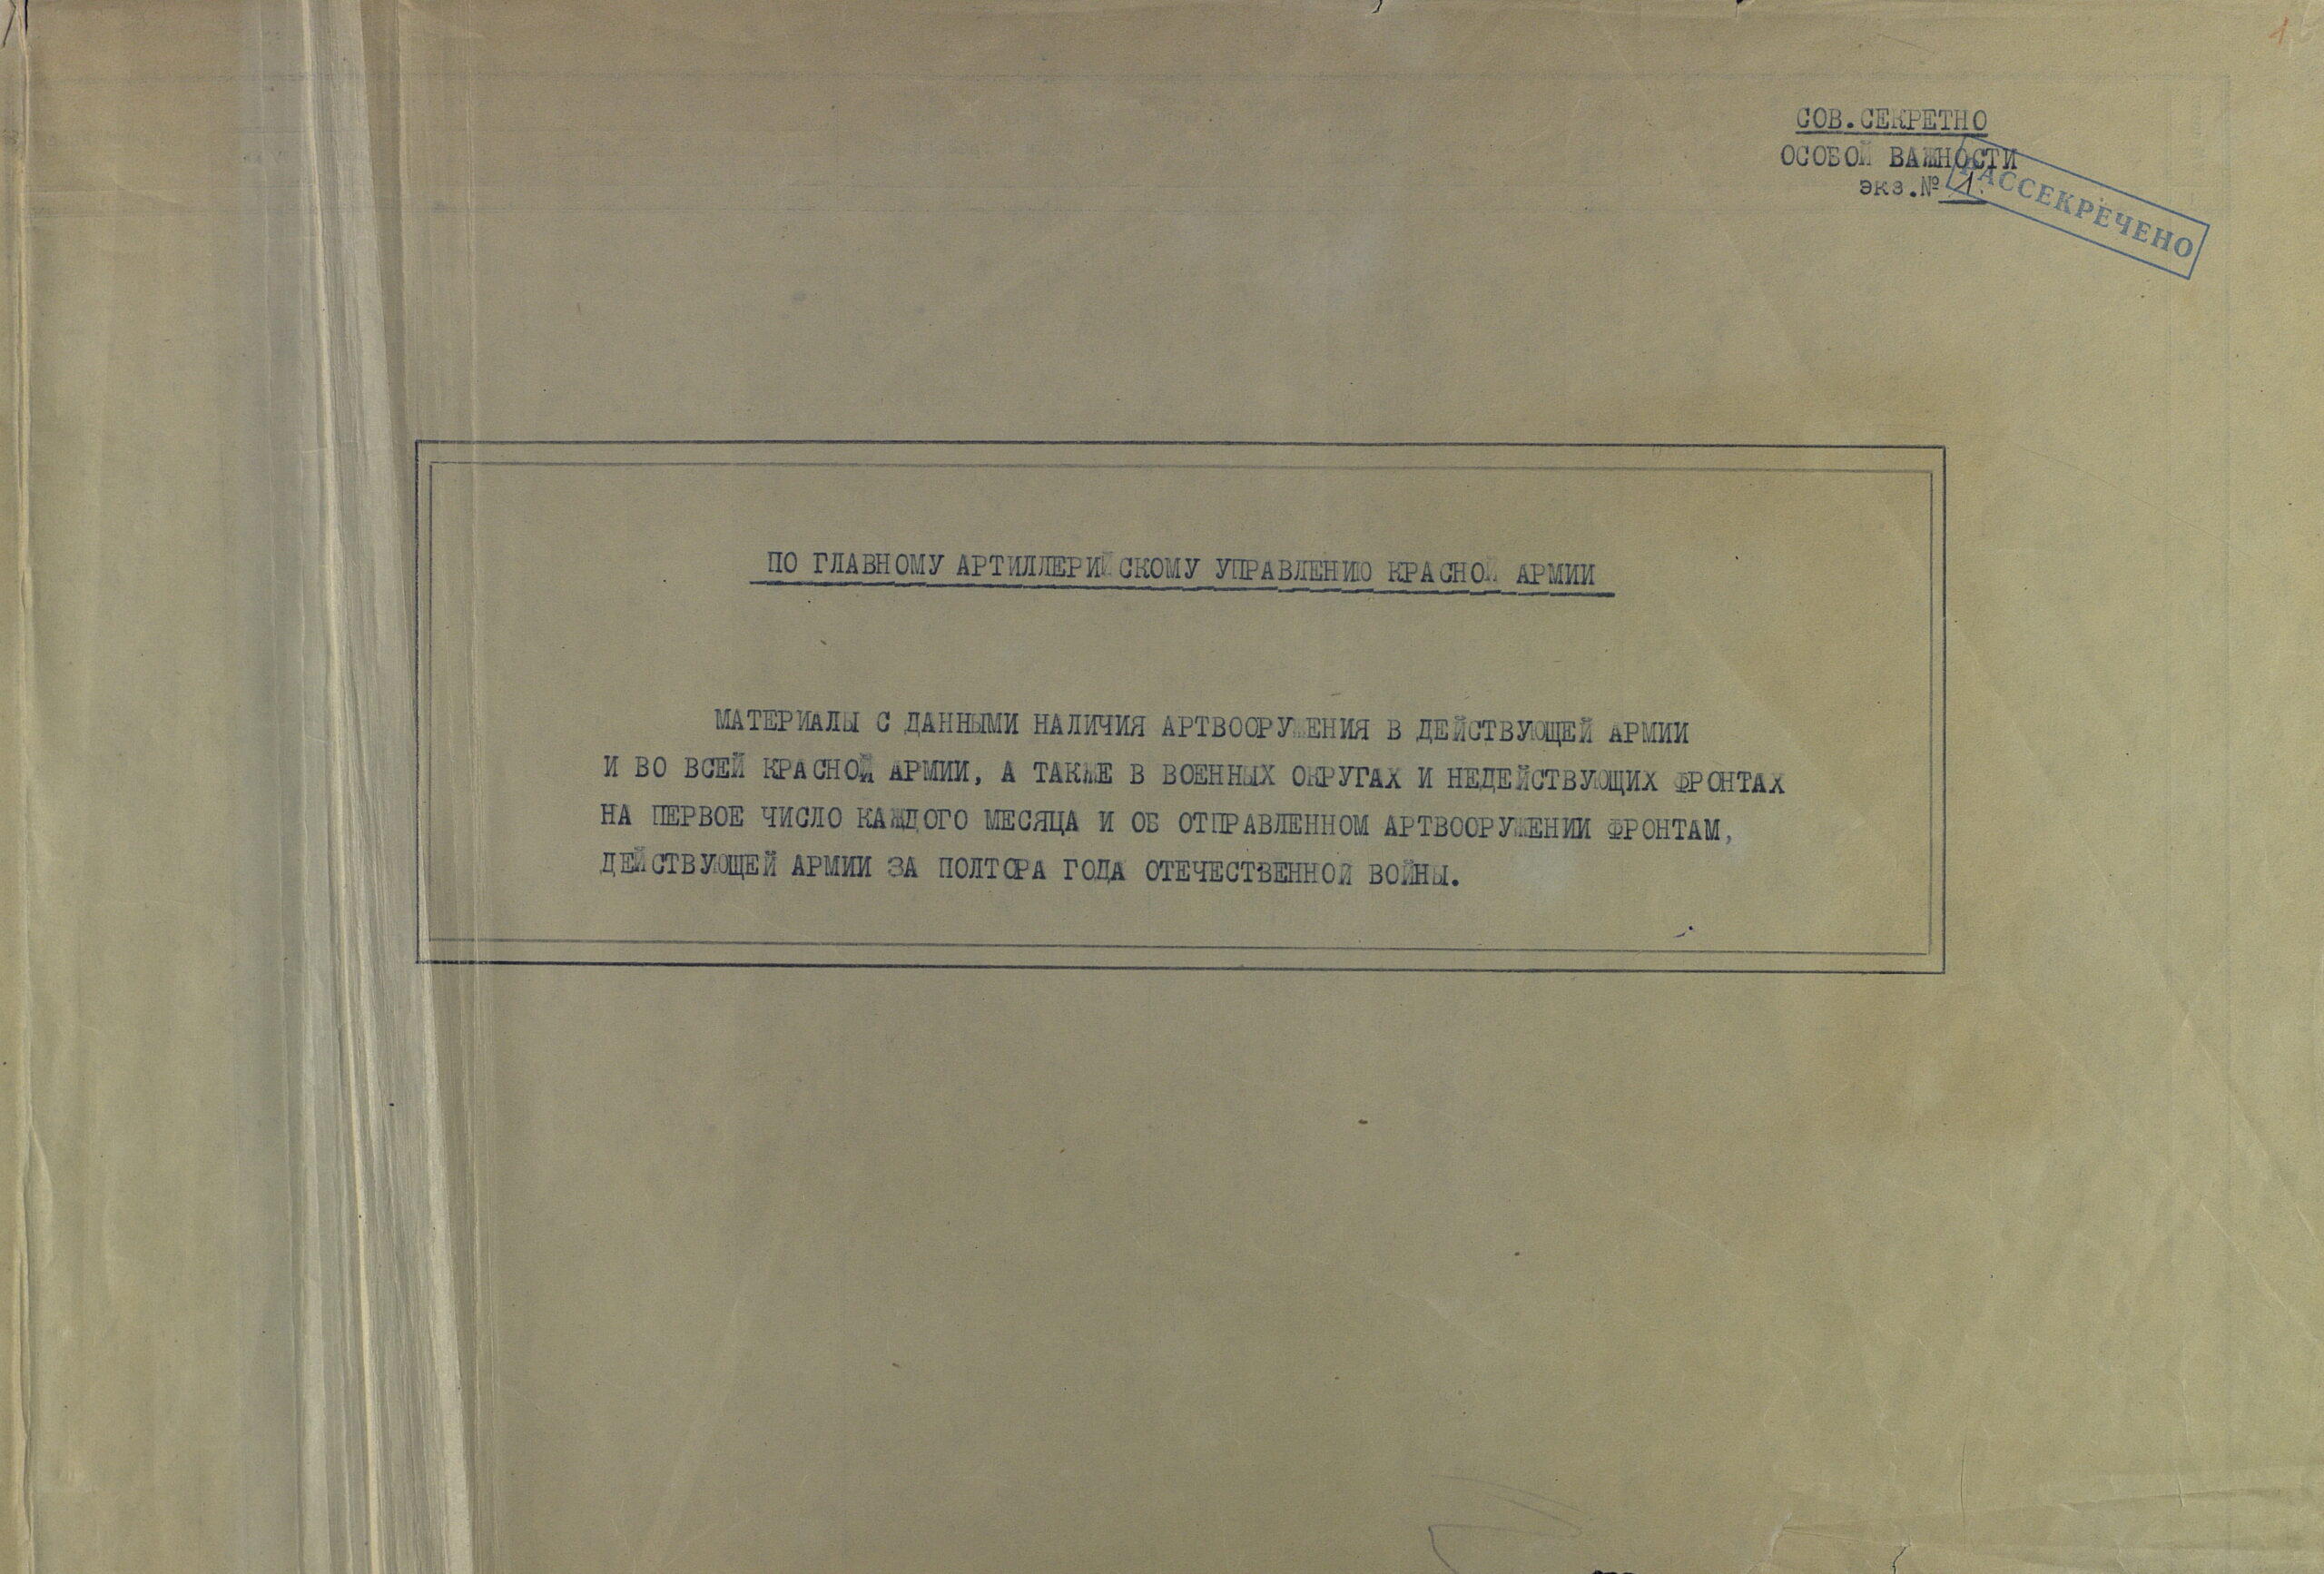 1
СОВ.СЕКРЕТНО
ОСОБОЙ ВАЖНОСТИ
экз.№ 1.
РАССЕКРЕЧЕНО
ПО ГЛАВНОМУ АРТИЛЛЕРИЙСКОМУ УПРАВЛЕНИЮ КРАСНОЙ АРМИИ
МАТЕРИАЛЫ С ДАННЫМИ НАЛИЧИЯ АРТВООРУЖЕНИЯ В ДЕЙСТВУЮЩЕЙ АРМИИ
И ВО ВСЕЙ КРАСНОЙ АРМИИ, А ТАКЖЕ В ВОЕННЫХ ОКРУГАХ И НЕДЕЙСТВУЮЩИХ ФРОНТАХ
НА ПЕРВОЕ ЧИСЛО КАЖДОГО МЕСЯЦА И ОБ ОТПРАВЛЕННОМ АРТВООРУЖЕНИИ ФРОНТАМ,
ДЕЙСТВУЮЩЕЙ АРМИИ ЗА ПОЛТОРА ГОДА ОТЕЧЕСТВЕННОЙ ВОЙНЫ.